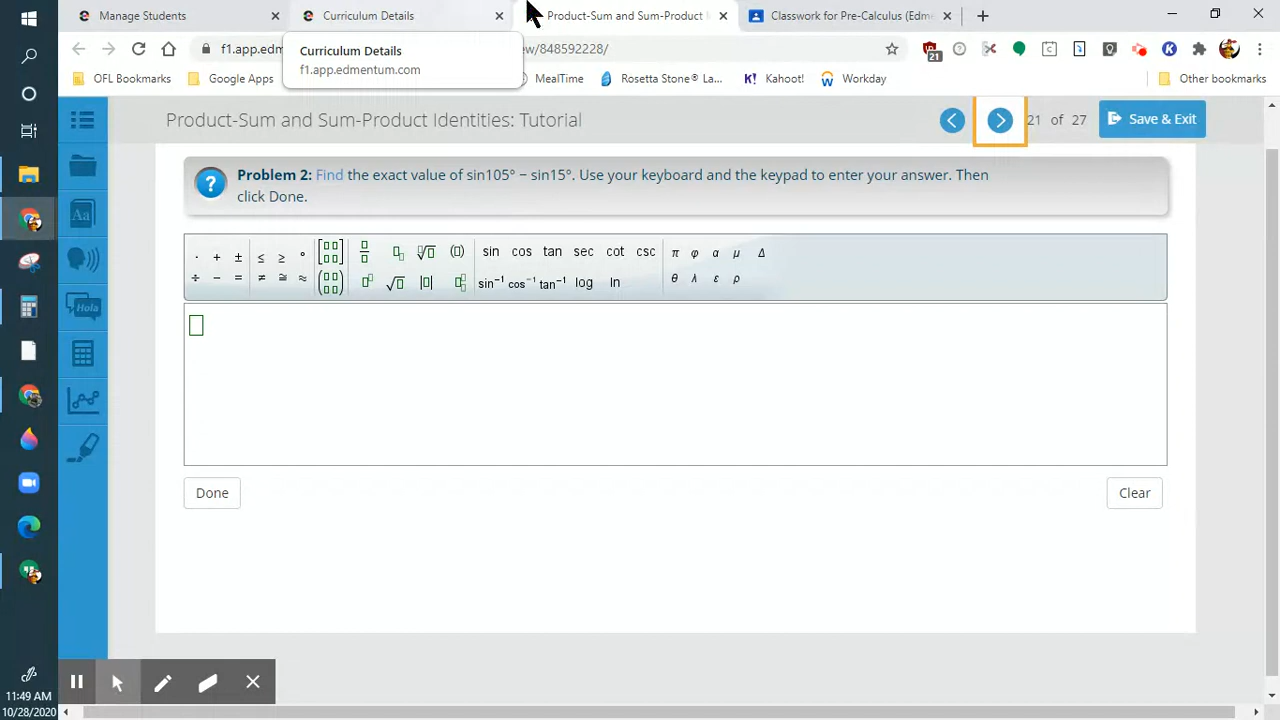 Manage Students
Curriculum Details
Product-Sum and Sum-Product
Classwork for Pre-Calculus (Edm
f1.app.edm
ew/848592228/
21
Curriculum Details
f1.app.edmentum.com
OFL Bookmarks
Google Apps
MealTime
Rosetta Stone® La...
K!
Kahoot!
Workday
Other bookmarks
Product-Sum and Sum-Product Identities: Tutorial
21 of 27
Save & Exit
? Problem 2: Find the exact value of sin105° − sin15°. Use your keyboard and the keypad to enter your answer. Then
click Done.
· + ± ≤ ≥ ° sin cos tan sec cot csc π φ α μ Δ
÷ − = ≠ ≅ ≈ sin⁻¹ cos⁻¹ tan⁻¹ log ln θ λ ε ρ
Aa
Hola
Done
Clear
11:49 AM
10/28/2020